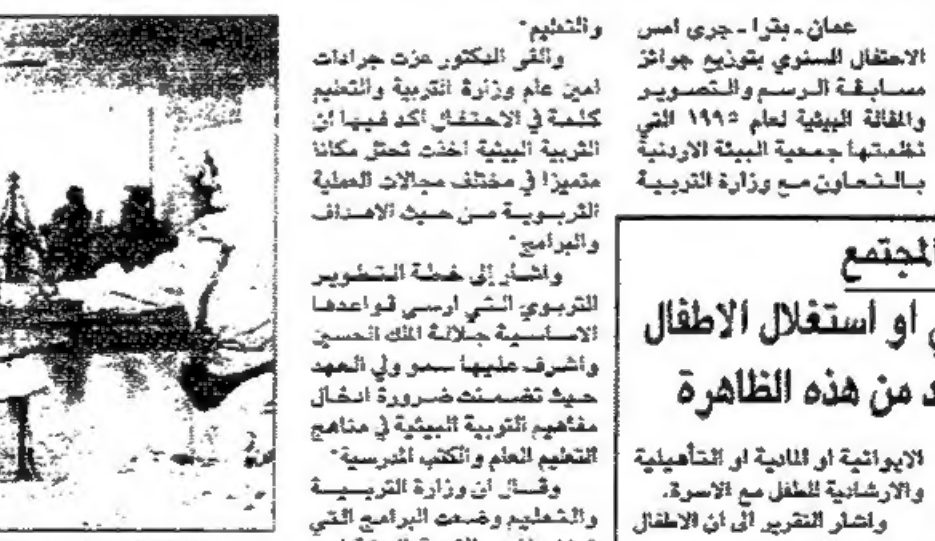 عمان ـ بترا ـ جرى امس
الاحتفال السنوي بتوزيع جوائز
مسابقة الرسم والتصوير
والمقالة البيئية لعام ١٩٩٥ التي
نظمتها جمعية البيئة الاردنية
بالتعاون مع وزارة التربية
والتعليم.
والقى الدكتور عزت جرادات
امين عام وزارة التربية والتعليم
كلمة في الاحتفال اكد فيها ان
التربية البيئية اخذت تحتل مكانا
متميزا في مختلف مجالات العملية
التربوية من حيث الاهداف
والبرامج.
واشار إلى خطة التطوير
التربوي التي ارسى قواعدها
الاساسية جلالة الملك الحسين
واشرف عليها سمو ولي العهد
حيث تضمنت ضرورة ادخال
مفاهيم التربية البيئية في مناهج
التعليم العام والكتب المدرسية.
وقال ان وزارة التربية
والتعليم وضعت البرامج التي
المجتمع
او استغلال الاطفال
من هذه الظاهرة
الايوائية او المادية او التأهيلية
والارشادية للطفل مع الاسرة.
واشار التقرير الى ان الاطفال